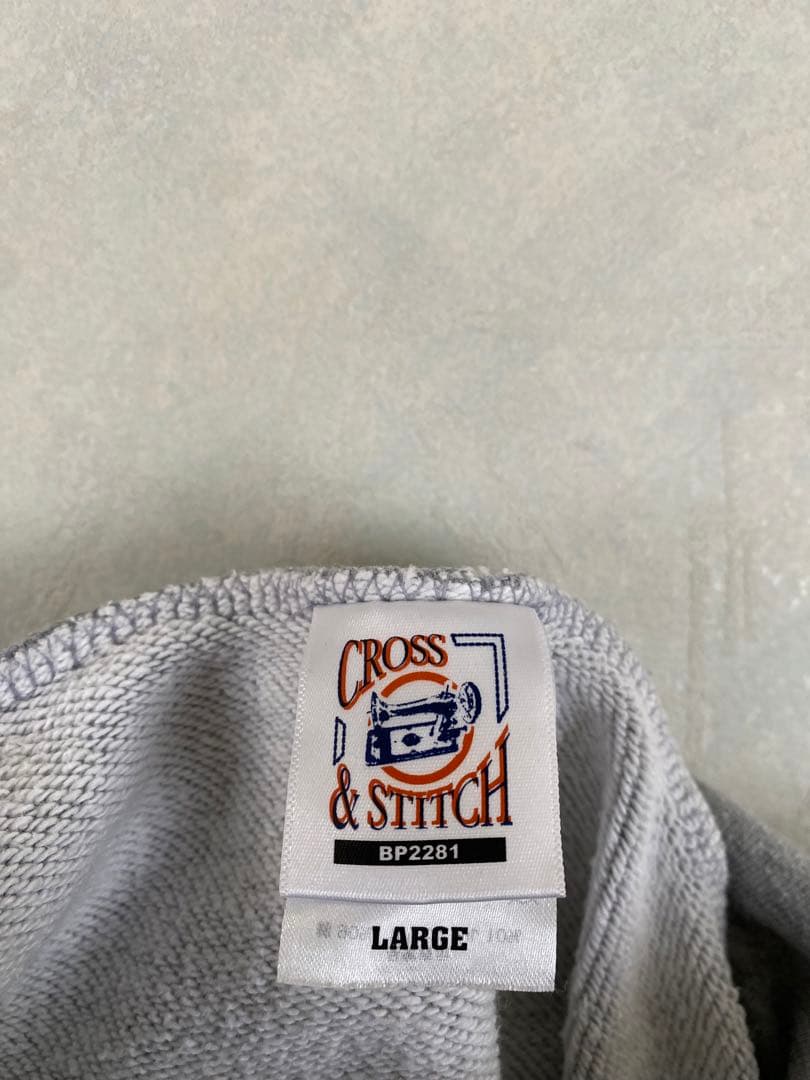 CROSS
& STITCH
BP2281
LARGE